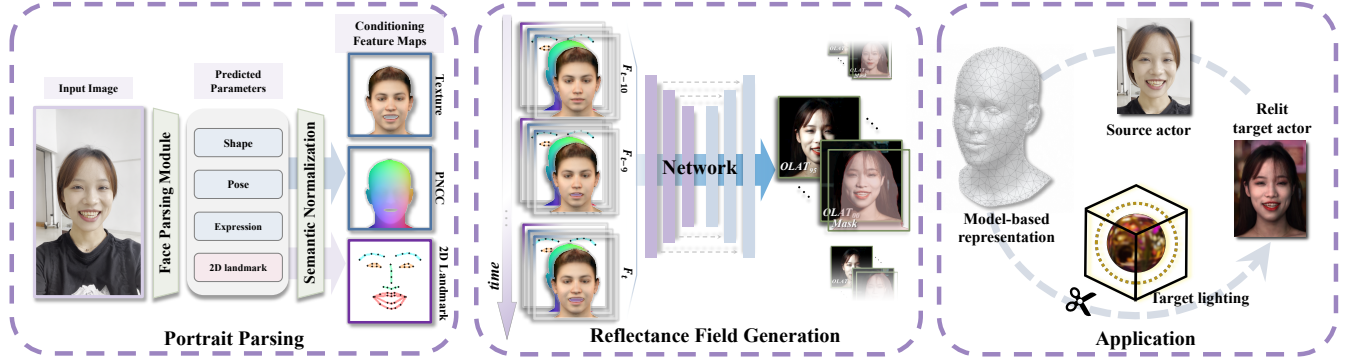 Input Image
Face Parsing Module
Predicted
Parameters
Shape
Pose
Expression
2D landmark
Semantic Normalization
Conditioning
Feature Maps
Texture
PNCC
2D Landmark
Portrait Parsing
time
F_{t−10}
F_{t−9}
F_t
Network
OLAT
OLAT
Mask
Reflectance Field Generation
Model-based
representation
Source actor
Relit
target actor
Target lighting
Application